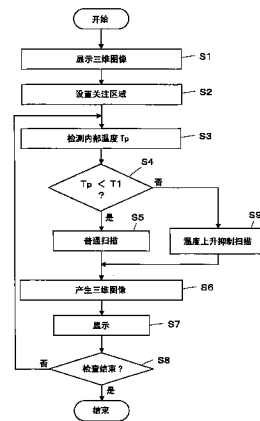 开始
显示三维图像
S1
设置关注区域
S2
检测内部温度 Tp
S3
S4
Tp < T1
?
否
是
S5
S9
普通扫描
温度上升抑制扫描
产生三维图像
S6
显示
S7
否
检查结束？
S8
是
结束